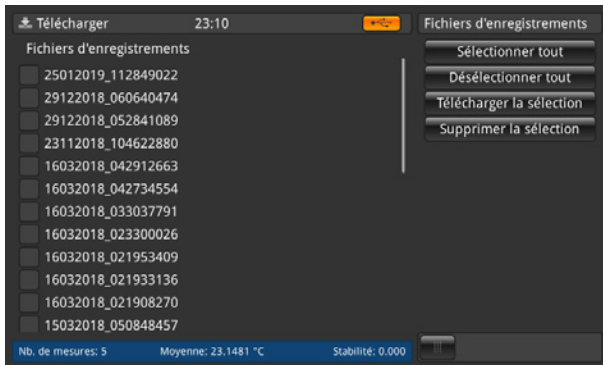 Télécharger 23:10
Fichiers d'enregistrements
Fichiers d'enregistrements
25012019_112849022
29122018_060640474
29122018_052841089
23112018_104622880
16032018_042912663
16032018_042734554
16032018_033037791
16032018_023300026
16032018_021953409
16032018_021933136
16032018_021908270
15032018_050848457
Nb. de mesures: 5 Moyenne: 23,1481 °C Stabilité: 0.000
Sélectionner tout
Désélectionner tout
Télécharger la sélection
Supprimer la sélection